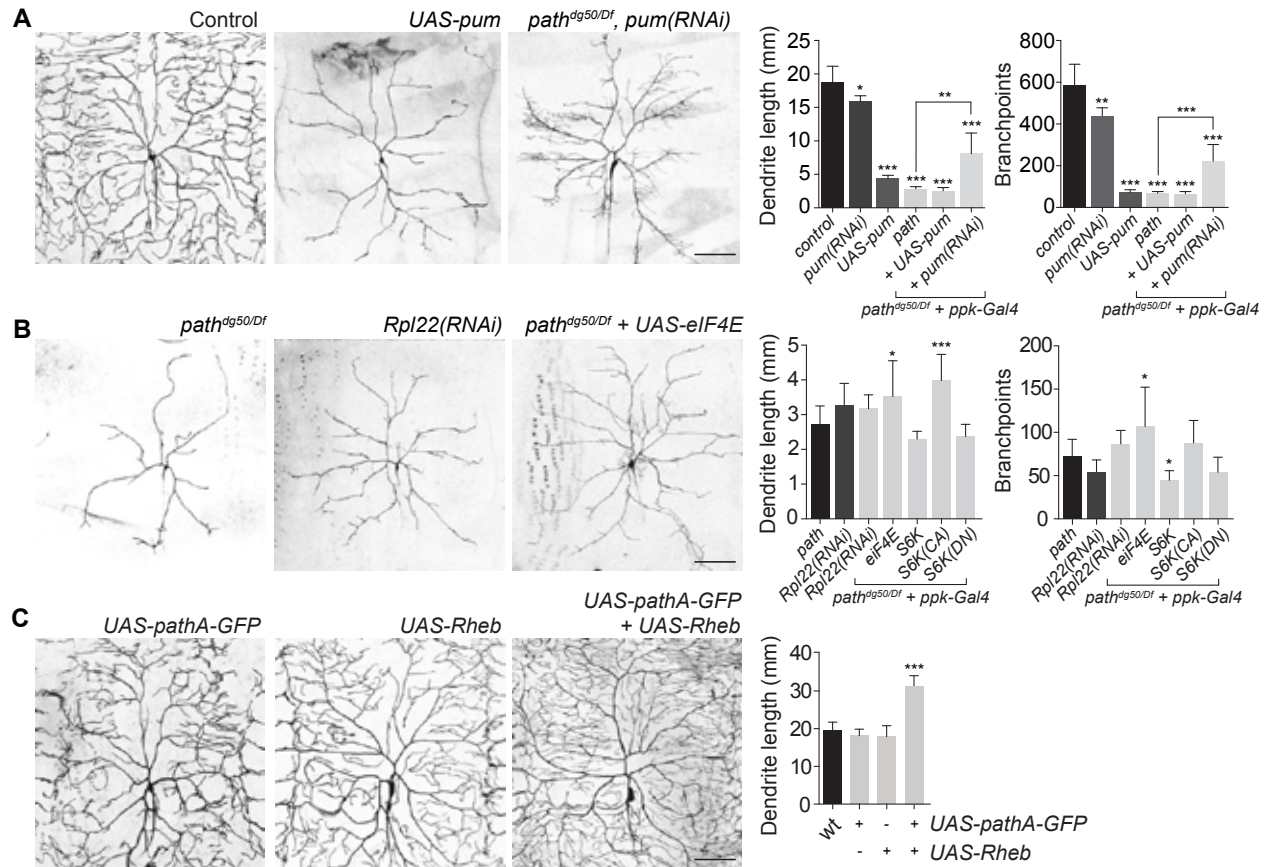 A
Control
UAS-pum
path^dg50/Df, pum(RNAi)
Dendrite length (mm)
25
20
15
10
5
0
*
***
***
***
***
**
control
pum(RNAi)
UAS-pum
path
+ UAS-pum
+ pum(RNAi)
path^dg50/Df + ppk-Gal4
Branchpoints
800
600
400
200
0
**
***
***
***
***
***
control
pum(RNAi)
UAS-pum
path
+ UAS-pum
+ pum(RNAi)
path^dg50/Df + ppk-Gal4
B
path^dg50/Df
Rpl22(RNAi)
path^dg50/Df + UAS-eIF4E
Dendrite length (mm)
5
4
3
2
1
0
*
***
path
Rpl22(RNAi)
Rpl22(RNAi)
eiF4E
S6K
S6K(CA)
S6K(DN)
path^dg50/Df + ppk-Gal4
Branchpoints
200
150
100
50
0
*
*
path
Rpl22(RNAi)
Rpl22(RNAi)
eiF4E
S6K
S6K(CA)
S6K(DN)
path^dg50/Df + ppk-Gal4
C
UAS-pathA-GFP
UAS-Rheb
UAS-pathA-GFP
+ UAS-Rheb
Dendrite length (mm)
40
30
20
10
0
***
wt
+ - + UAS-pathA-GFP
- + + UAS-Rheb